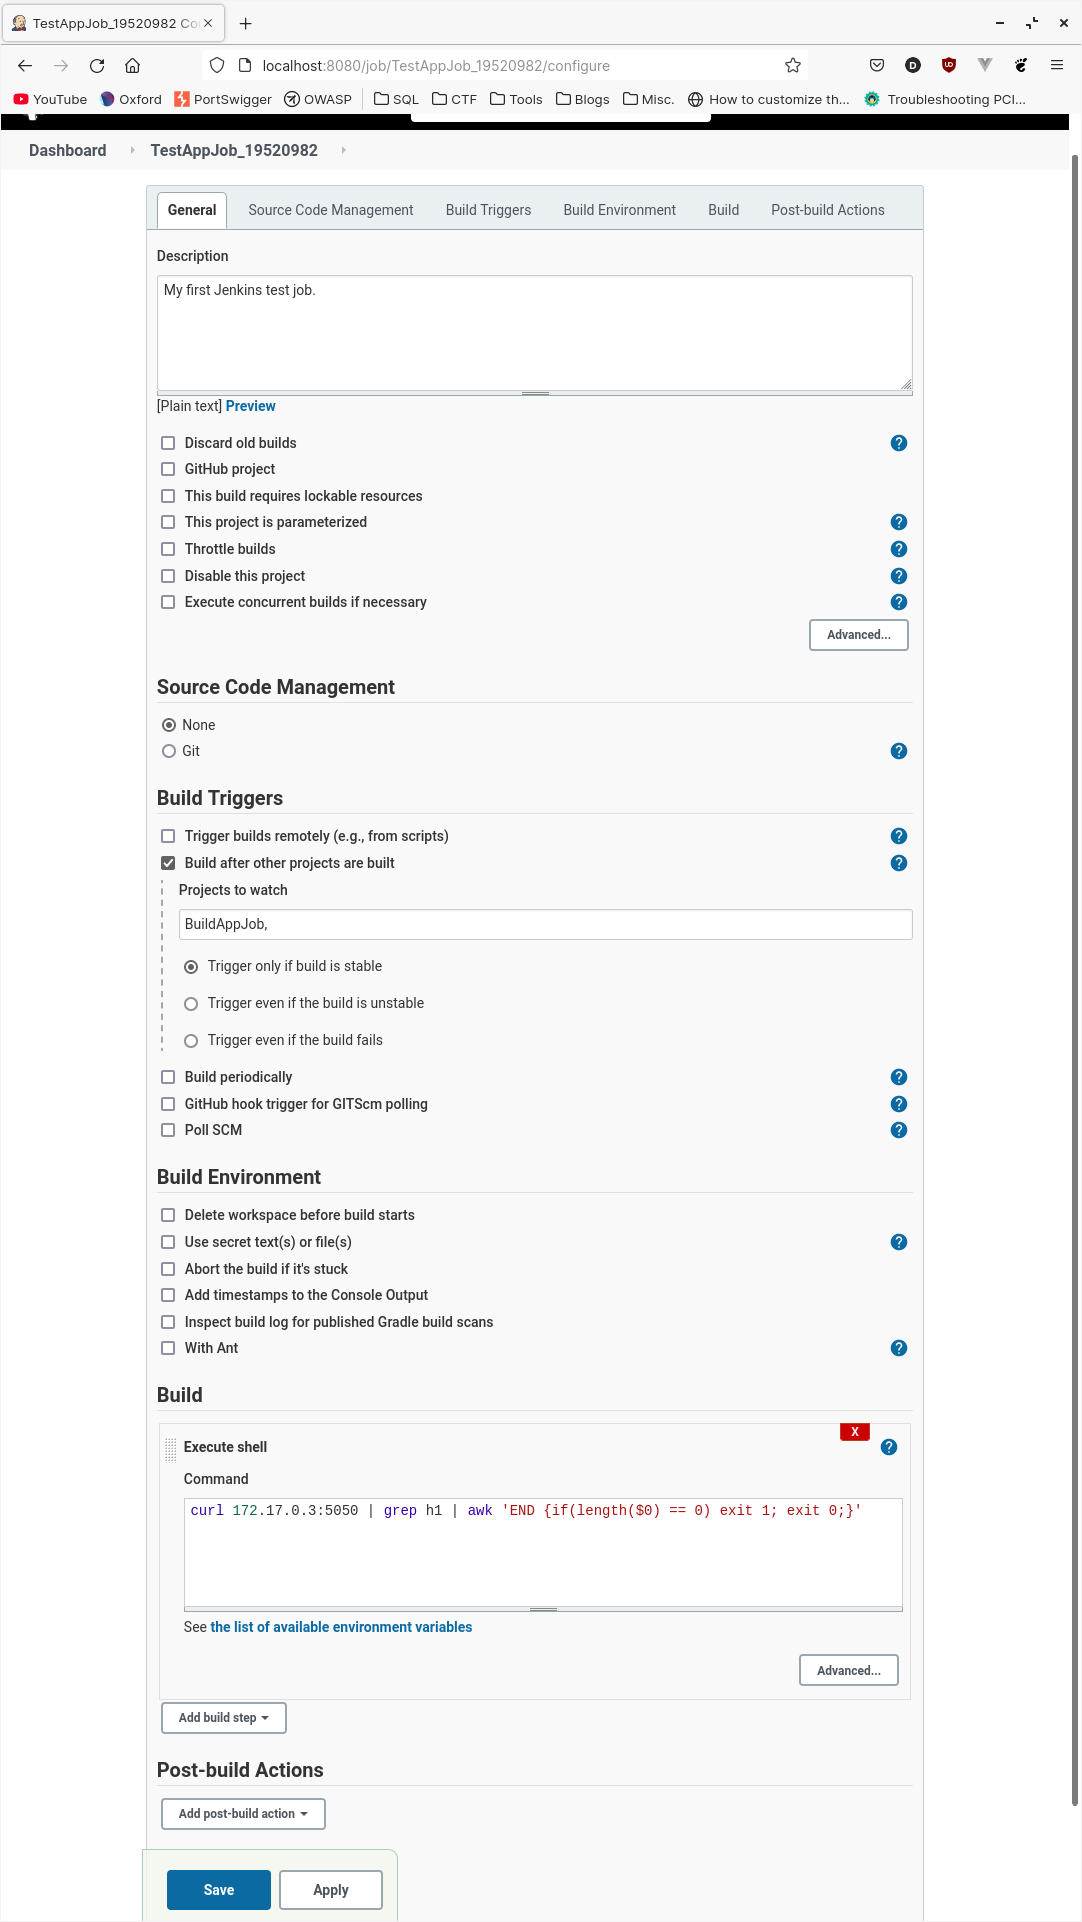 TestAppJob_19520982 Co
localhost:8080/job/TestAppJob_19520982/configure
YouTube Oxford PortSwigger OWASP SQL CTF Tools Blogs Misc. How to customize th... Troubleshooting PCI...
Dashboard TestAppJob_19520982
General Source Code Management Build Triggers Build Environment Build Post-build Actions
Description
My first Jenkins test job.
[Plain text] Preview
Discard old builds ?
GitHub project
This build requires lockable resources
This project is parameterized ?
Throttle builds ?
Disable this project ?
Execute concurrent builds if necessary ?
Advanced...
Source Code Management
None
Git ?
Build Triggers
Trigger builds remotely (e.g., from scripts) ?
Build after other projects are built ?
Projects to watch
BuildAppJob,
Trigger only if build is stable
Trigger even if the build is unstable
Trigger even if the build fails
Build periodically ?
GitHub hook trigger for GITScm polling ?
Poll SCM ?
Build Environment
Delete workspace before build starts
Use secret text(s) or file(s) ?
Abort the build if it's stuck
Add timestamps to the Console Output
Inspect build log for published Gradle build scans
With Ant ?
Build
X
Execute shell ?
Command
curl 172.17.0.3:5050 | grep h1 | awk 'END {if(length($0) == 0) exit 1; exit 0;}'
See the list of available environment variables
Advanced...
Add build step
Post-build Actions
Add post-build action
Save Apply